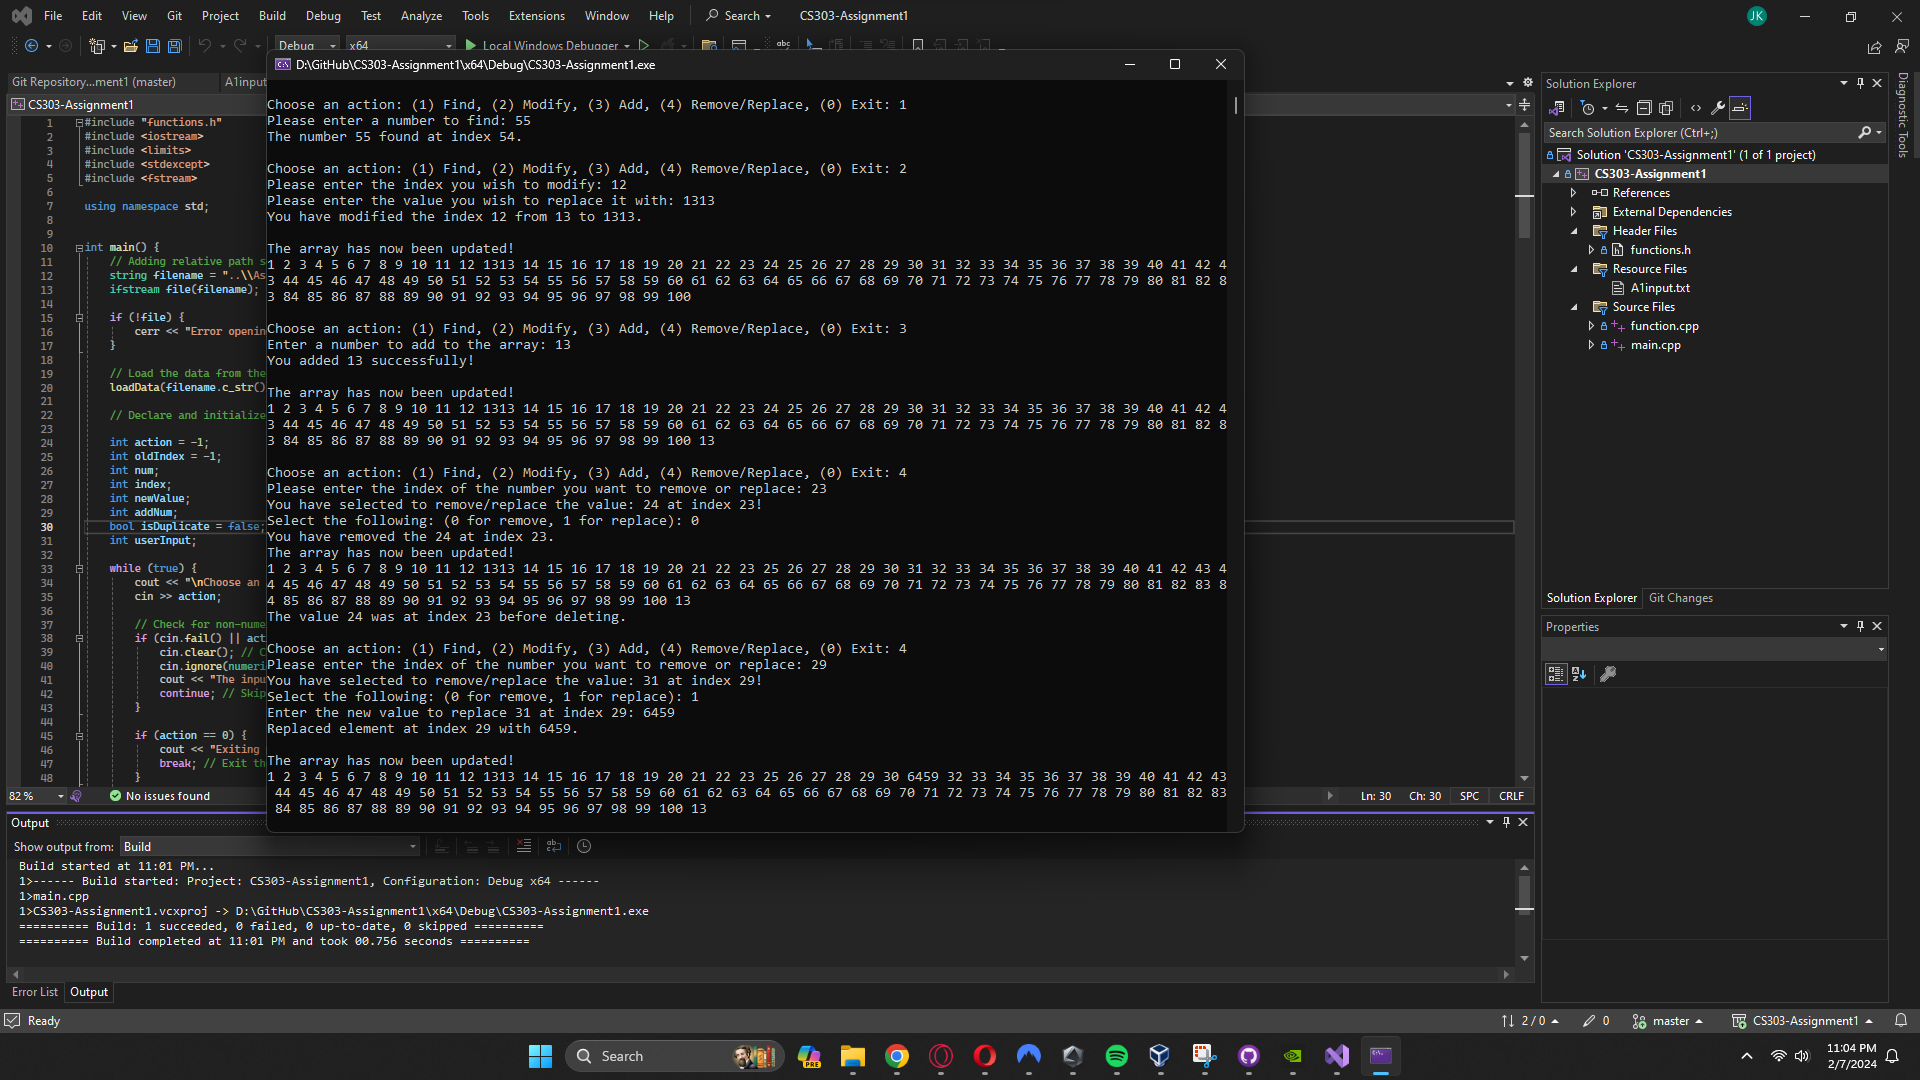 File Edit View Git Project Build Debug Test Analyze Tools Extensions Window Help Search CS303-Assignment1 JK
Debug x64 Local Windows Debugger
D:\GitHub\CS303-Assignment1\x64\Debug\CS303-Assignment1.exe
Git Repository...ment1 (master) A1input
CS303-Assignment1
1 #include "functions.h"
2 #include <iostream>
3 #include <limits>
4 #include <stdexcept>
5 #include <fstream>
6
7 using namespace std;
8
9
10 int main() {
11 // Adding relative path s
12 string filename = "..\\As
13 ifstream file(filename);
14
15 if (!file) {
16 cerr << "Error openin
17 }
18
19 // Load the data from the
20 loadData(filename.c_str()
21
22 // Declare and initialize
23
24 int action = -1;
25 int oldIndex = -1;
26 int num;
27 int index;
28 int newValue;
29 int addNum;
30 bool isDuplicate = false;
31 int userInput;
32
33 while (true) {
34 cout << "\nChoose an
35 cin >> action;
36
37 // Check for non-nume
38 if (cin.fail() || act
39 cin.clear(); // C
40 cin.ignore(numeri
41 cout << "The inpu
42 continue; // Skip
43 }
44
45 if (action == 0) {
46 cout << "Exiting
47 break; // Exit th
48 }
82 % No issues found
Choose an action: (1) Find, (2) Modify, (3) Add, (4) Remove/Replace, (0) Exit: 1
Please enter a number to find: 55
The number 55 found at index 54.
Choose an action: (1) Find, (2) Modify, (3) Add, (4) Remove/Replace, (0) Exit: 2
Please enter the index you wish to modify: 12
Please enter the value you wish to replace it with: 1313
You have modified the index 12 from 13 to 1313.
The array has now been updated!
1 2 3 4 5 6 7 8 9 10 11 12 1313 14 15 16 17 18 19 20 21 22 23 24 25 26 27 28 29 30 31 32 33 34 35 36 37 38 39 40 41 42 4
3 44 45 46 47 48 49 50 51 52 53 54 55 56 57 58 59 60 61 62 63 64 65 66 67 68 69 70 71 72 73 74 75 76 77 78 79 80 81 82 8
3 84 85 86 87 88 89 90 91 92 93 94 95 96 97 98 99 100
Choose an action: (1) Find, (2) Modify, (3) Add, (4) Remove/Replace, (0) Exit: 3
Enter a number to add to the array: 13
You added 13 successfully!
The array has now been updated!
1 2 3 4 5 6 7 8 9 10 11 12 1313 14 15 16 17 18 19 20 21 22 23 24 25 26 27 28 29 30 31 32 33 34 35 36 37 38 39 40 41 42 4
3 44 45 46 47 48 49 50 51 52 53 54 55 56 57 58 59 60 61 62 63 64 65 66 67 68 69 70 71 72 73 74 75 76 77 78 79 80 81 82 8
3 84 85 86 87 88 89 90 91 92 93 94 95 96 97 98 99 100 13
Choose an action: (1) Find, (2) Modify, (3) Add, (4) Remove/Replace, (0) Exit: 4
Please enter the index of the number you want to remove or replace: 23
You have selected to remove/replace the value: 24 at index 23!
Select the following: (0 for remove, 1 for replace): 0
You have removed the 24 at index 23.
The array has now been updated!
1 2 3 4 5 6 7 8 9 10 11 12 1313 14 15 16 17 18 19 20 21 22 23 25 26 27 28 29 30 31 32 33 34 35 36 37 38 39 40 41 42 43 4
4 45 46 47 48 49 50 51 52 53 54 55 56 57 58 59 60 61 62 63 64 65 66 67 68 69 70 71 72 73 74 75 76 77 78 79 80 81 82 83 8
4 85 86 87 88 89 90 91 92 93 94 95 96 97 98 99 100 13
The value 24 was at index 23 before deleting.
Choose an action: (1) Find, (2) Modify, (3) Add, (4) Remove/Replace, (0) Exit: 4
Please enter the index of the number you want to remove or replace: 29
You have selected to remove/replace the value: 31 at index 29!
Select the following: (0 for remove, 1 for replace): 1
Enter the new value to replace 31 at index 29: 6459
Replaced element at index 29 with 6459.
The array has now been updated!
1 2 3 4 5 6 7 8 9 10 11 12 1313 14 15 16 17 18 19 20 21 22 23 25 26 27 28 29 30 6459 32 33 34 35 36 37 38 39 40 41 42 43
44 45 46 47 48 49 50 51 52 53 54 55 56 57 58 59 60 61 62 63 64 65 66 67 68 69 70 71 72 73 74 75 76 77 78 79 80 81 82 83
84 85 86 87 88 89 90 91 92 93 94 95 96 97 98 99 100 13
Ln: 30 Ch: 30 SPC CRLF
Solution Explorer
Search Solution Explorer (Ctrl+;)
Solution 'CS303-Assignment1' (1 of 1 project)
CS303-Assignment1
References
External Dependencies
Header Files
functions.h
Resource Files
A1input.txt
Source Files
function.cpp
main.cpp
Solution Explorer Git Changes
Properties
Diagnostic Tools
Output
Show output from: Build
Build started at 11:01 PM...
1>------ Build started: Project: CS303-Assignment1, Configuration: Debug x64 ------
1>main.cpp
1>CS303-Assignment1.vcxproj -> D:\GitHub\CS303-Assignment1\x64\Debug\CS303-Assignment1.exe
========== Build: 1 succeeded, 0 failed, 0 up-to-date, 0 skipped ==========
========== Build completed at 11:01 PM and took 00.756 seconds ==========
Error List Output
Ready 2 / 0 0 master CS303-Assignment1
Search PRE 11:04 PM
2/7/2024